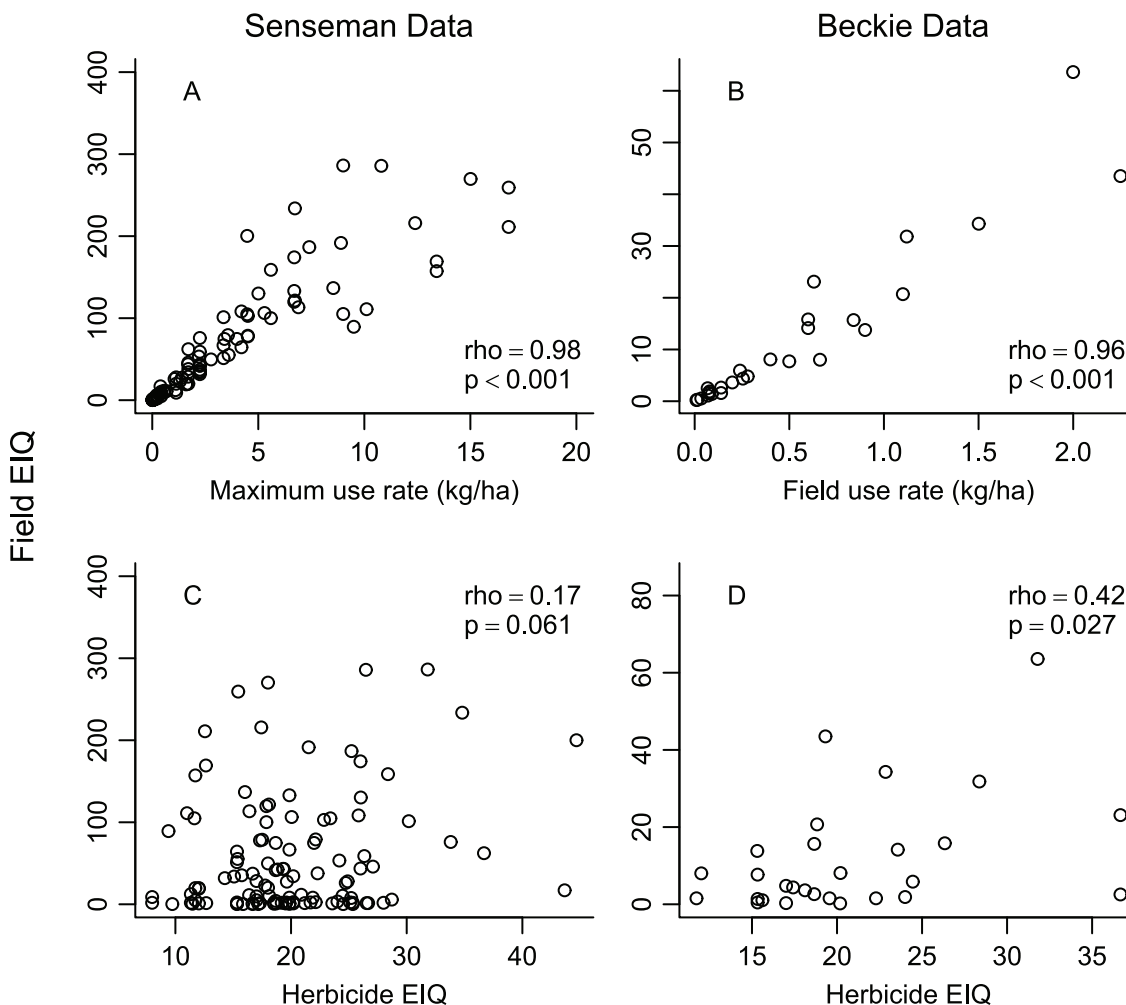 Senseman Data
Beckie Data
Field EIQ
A
400
300
200
100
0
rho = 0.98
p < 0.001
0 5 10 15 20
Maximum use rate (kg/ha)
B
50
30
10
0
rho = 0.96
p < 0.001
0.0 0.5 1.0 1.5 2.0
Field use rate (kg/ha)
C
400
300
200
100
0
rho = 0.17
p = 0.061
10 20 30 40
Herbicide EIQ
D
80
60
40
20
0
rho = 0.42
p = 0.027
15 20 25 30 35
Herbicide EIQ